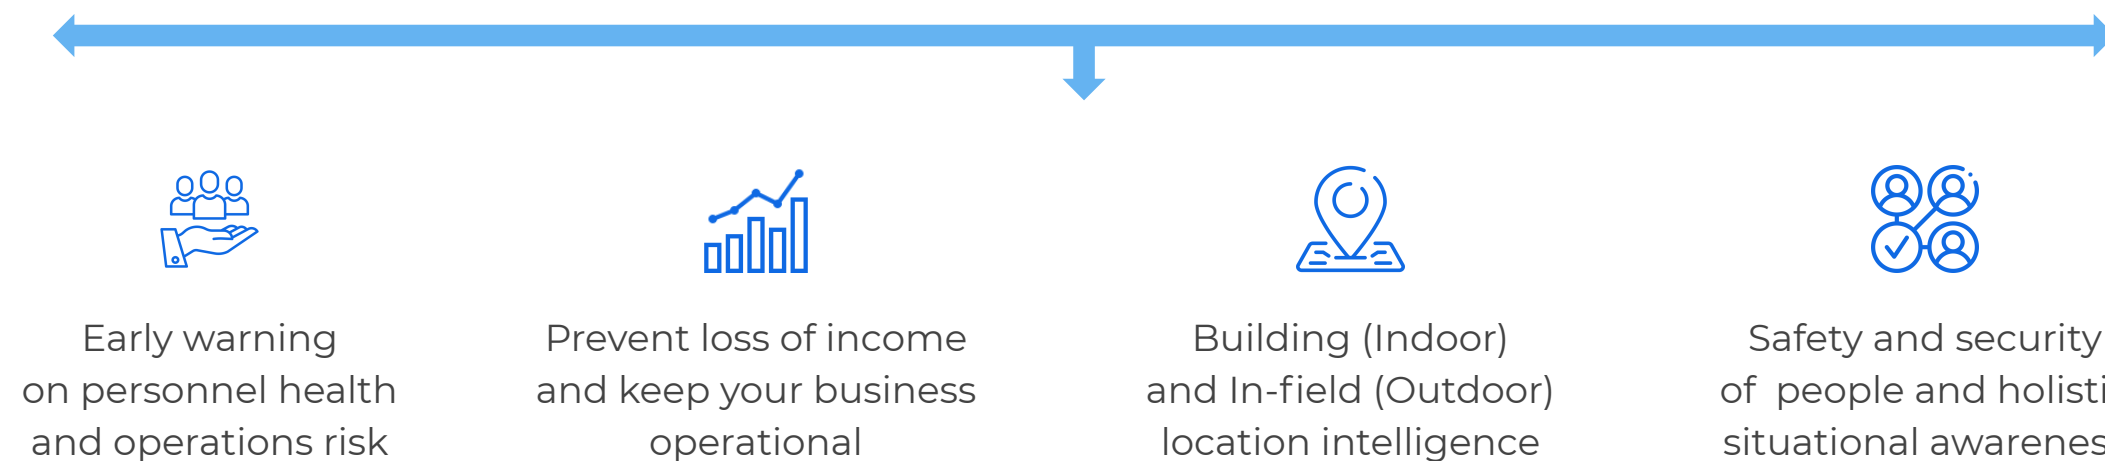 Early warning
on personnel health
and operations risk
Prevent loss of income
and keep your business
operational
Building (Indoor)
and In-field (Outdoor)
location intelligence
Safety and security
of people and holisti
situational awarenes